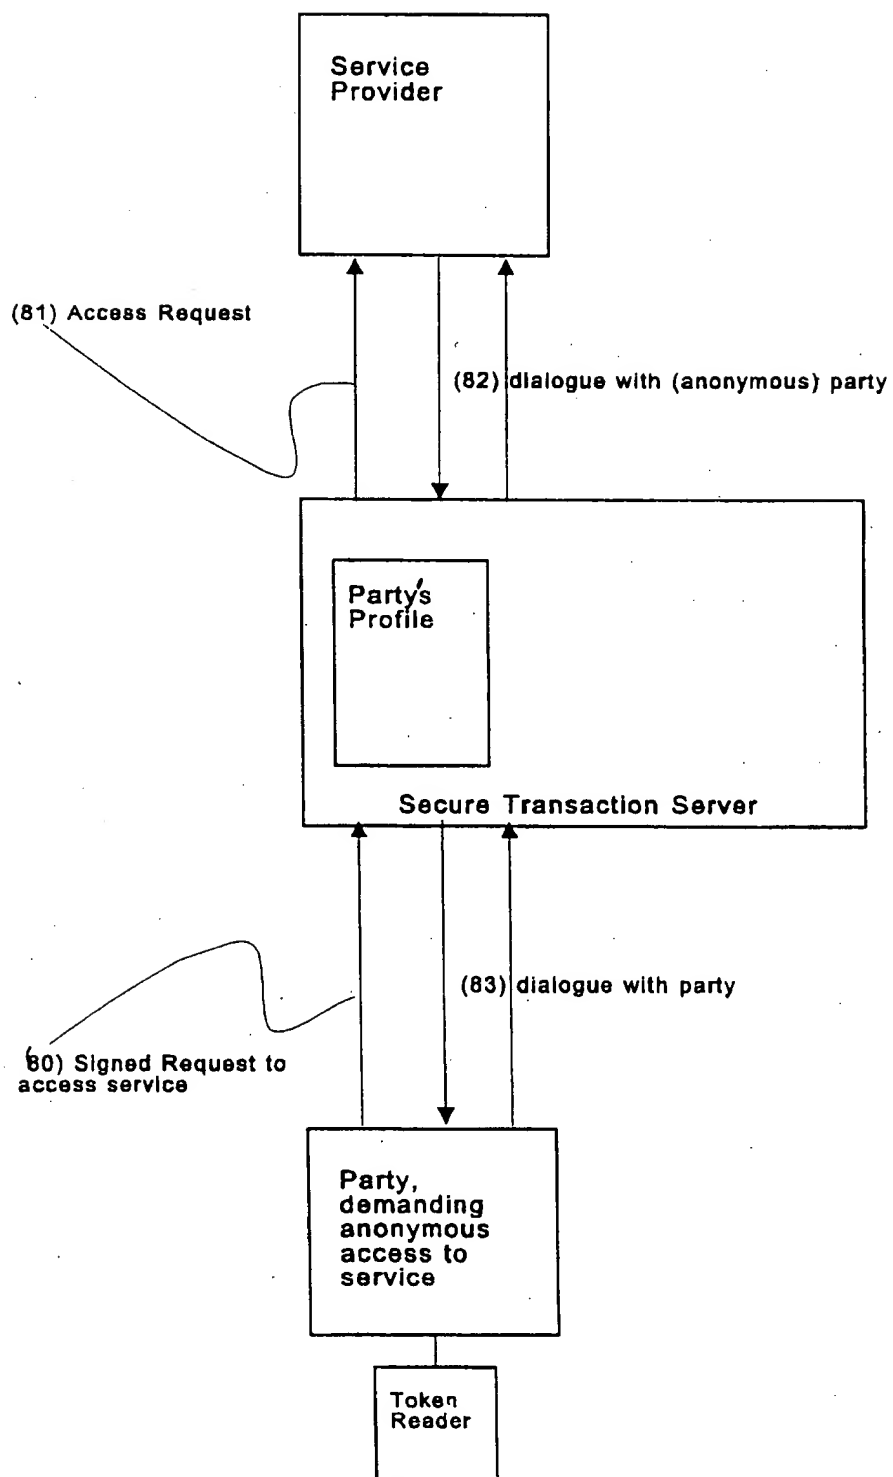 Service
Provider
(81) Access Request
(82) dialogue with (anonymous) party
Party's
Profile
Secure Transaction Server
(83) dialogue with party
(80) Signed Request to
access service
Party,
demanding
anonymous
access to
service
Token
Reader